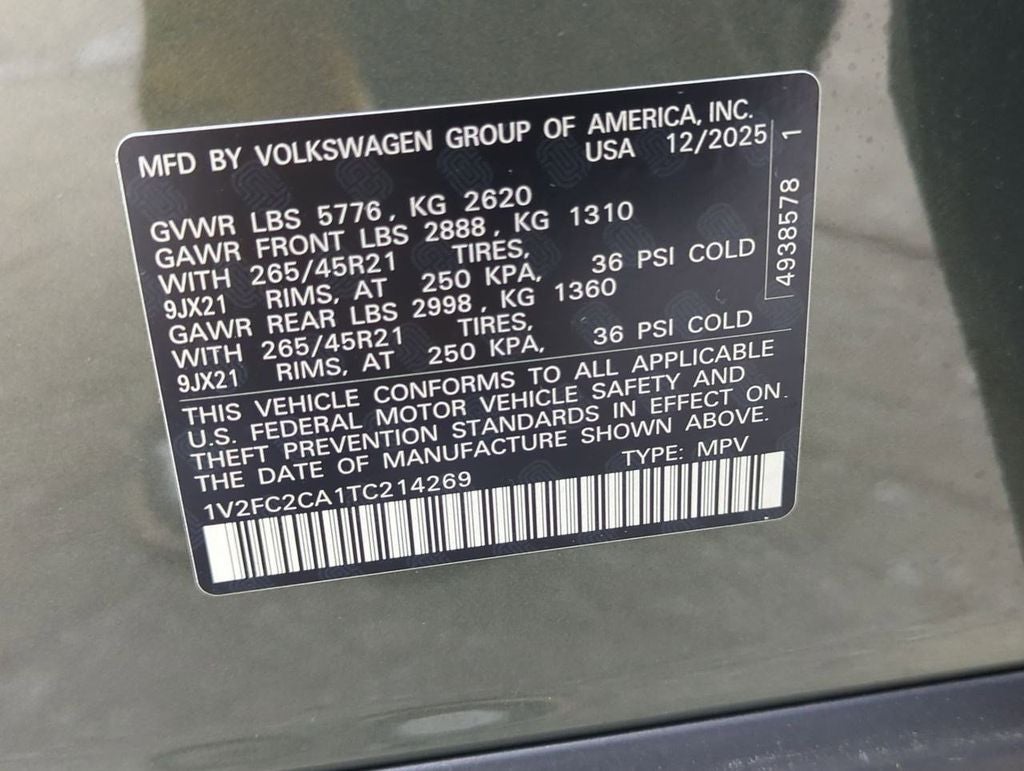 MFD BY VOLKSWAGEN GROUP OF AMERICA, INC.
USA 12/2025
GVWR LBS 5776, KG 2620
GAWR FRONT LBS 2888, KG 1310
WITH 265/45R21 TIRES,
9JX21 RIMS, AT 250 KPA, 36 PSI COLD
GAWR REAR LBS 2998, KG 1360
WITH 265/45R21 TIRES,
9JX21 RIMS, AT 250 KPA, 36 PSI COLD
THIS VEHICLE CONFORMS TO ALL APPLICABLE
U.S. FEDERAL MOTOR VEHICLE SAFETY AND
THEFT PREVENTION STANDARDS IN EFFECT ON
THE DATE OF MANUFACTURE SHOWN ABOVE.
1V2FC2CA1TC214269 TYPE: MPV
4938578 1